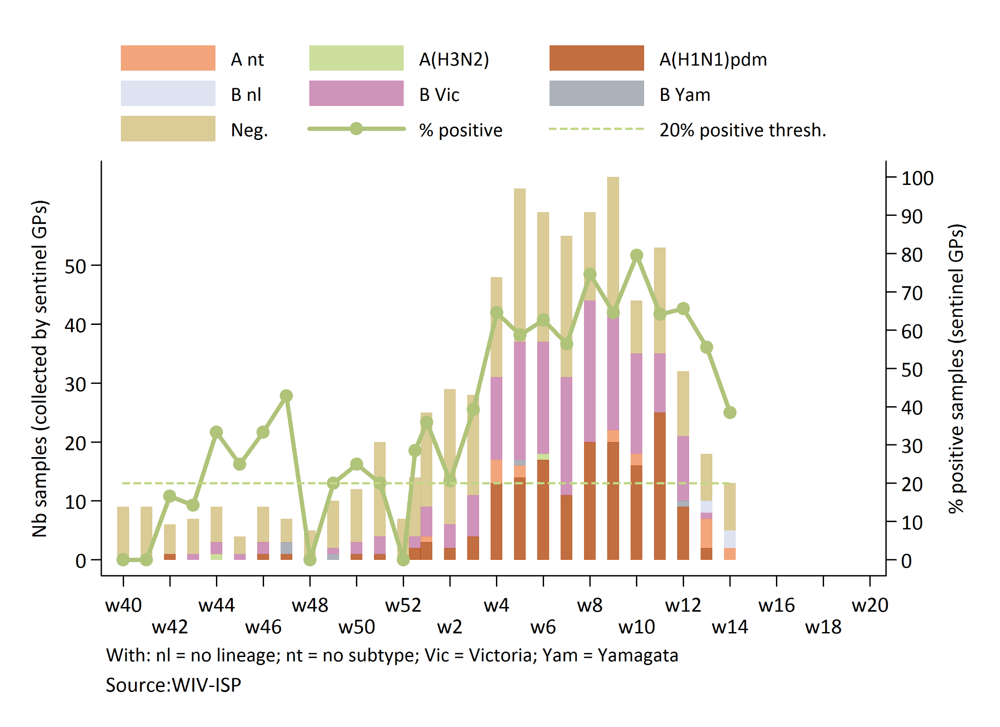 A nt A(H3N2) A(H1N1)pdm
B nl B Vic B Yam
Neg. % positive 20% positive thresh.
Nb samples (collected by sentinel GPs)
50
40
30
20
10
0
100
90
80
70
60
50
40
30
20
10
0
% positive samples (sentinel GPs)
w40 w44 w48 w52 w4 w8 w12 w16 w20
w42 w46 w50 w2 w6 w10 w14 w18
With: nl = no lineage; nt = no subtype; Vic = Victoria; Yam = Yamagata
Source:WIV-ISP